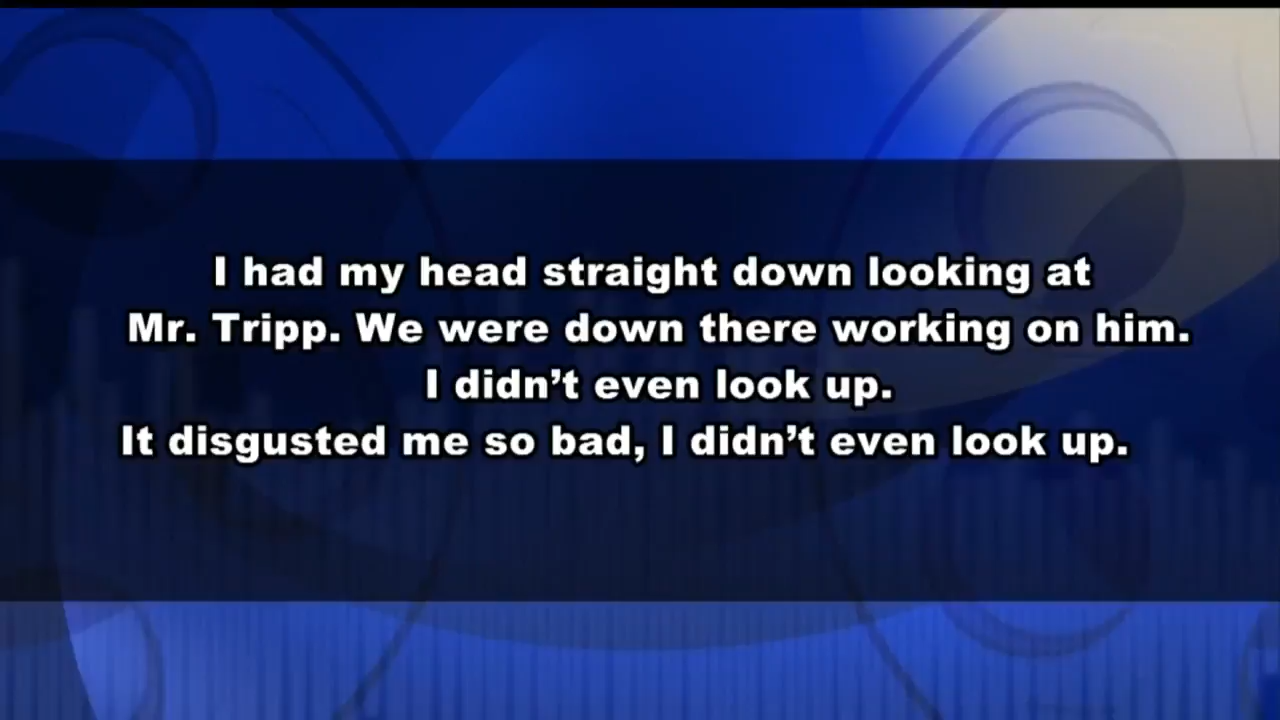 I had my head straight down looking at
Mr. Tripp. We were down there working on him.
I didn’t even look up.
It disgusted me so bad, I didn’t even look up.